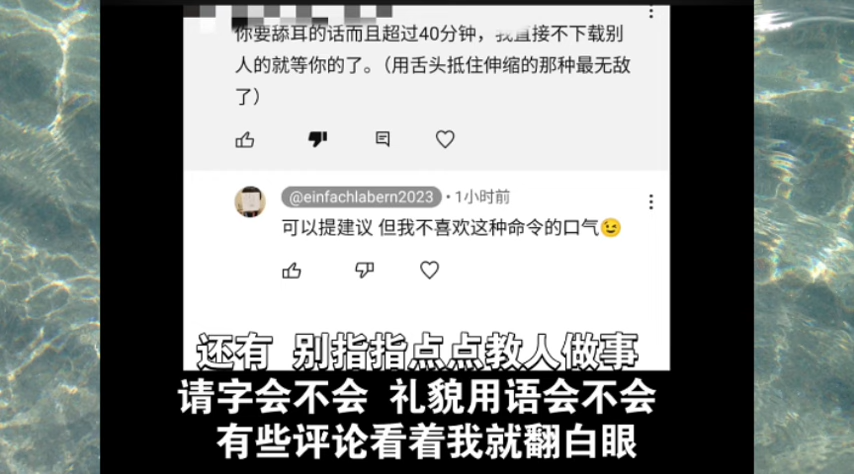 你要舔耳的话而且超过40分钟，我直接不下载别
人的就等你的了。（用舌头抵住伸缩的那种最无敌
了）
@einfachlabern2023 · 1小时前
可以提建议 但我不喜欢这种命令的口气😉
还有 别指指点点教人做事
请字会不会 礼貌用语会不会
有些评论看着我就翻白眼